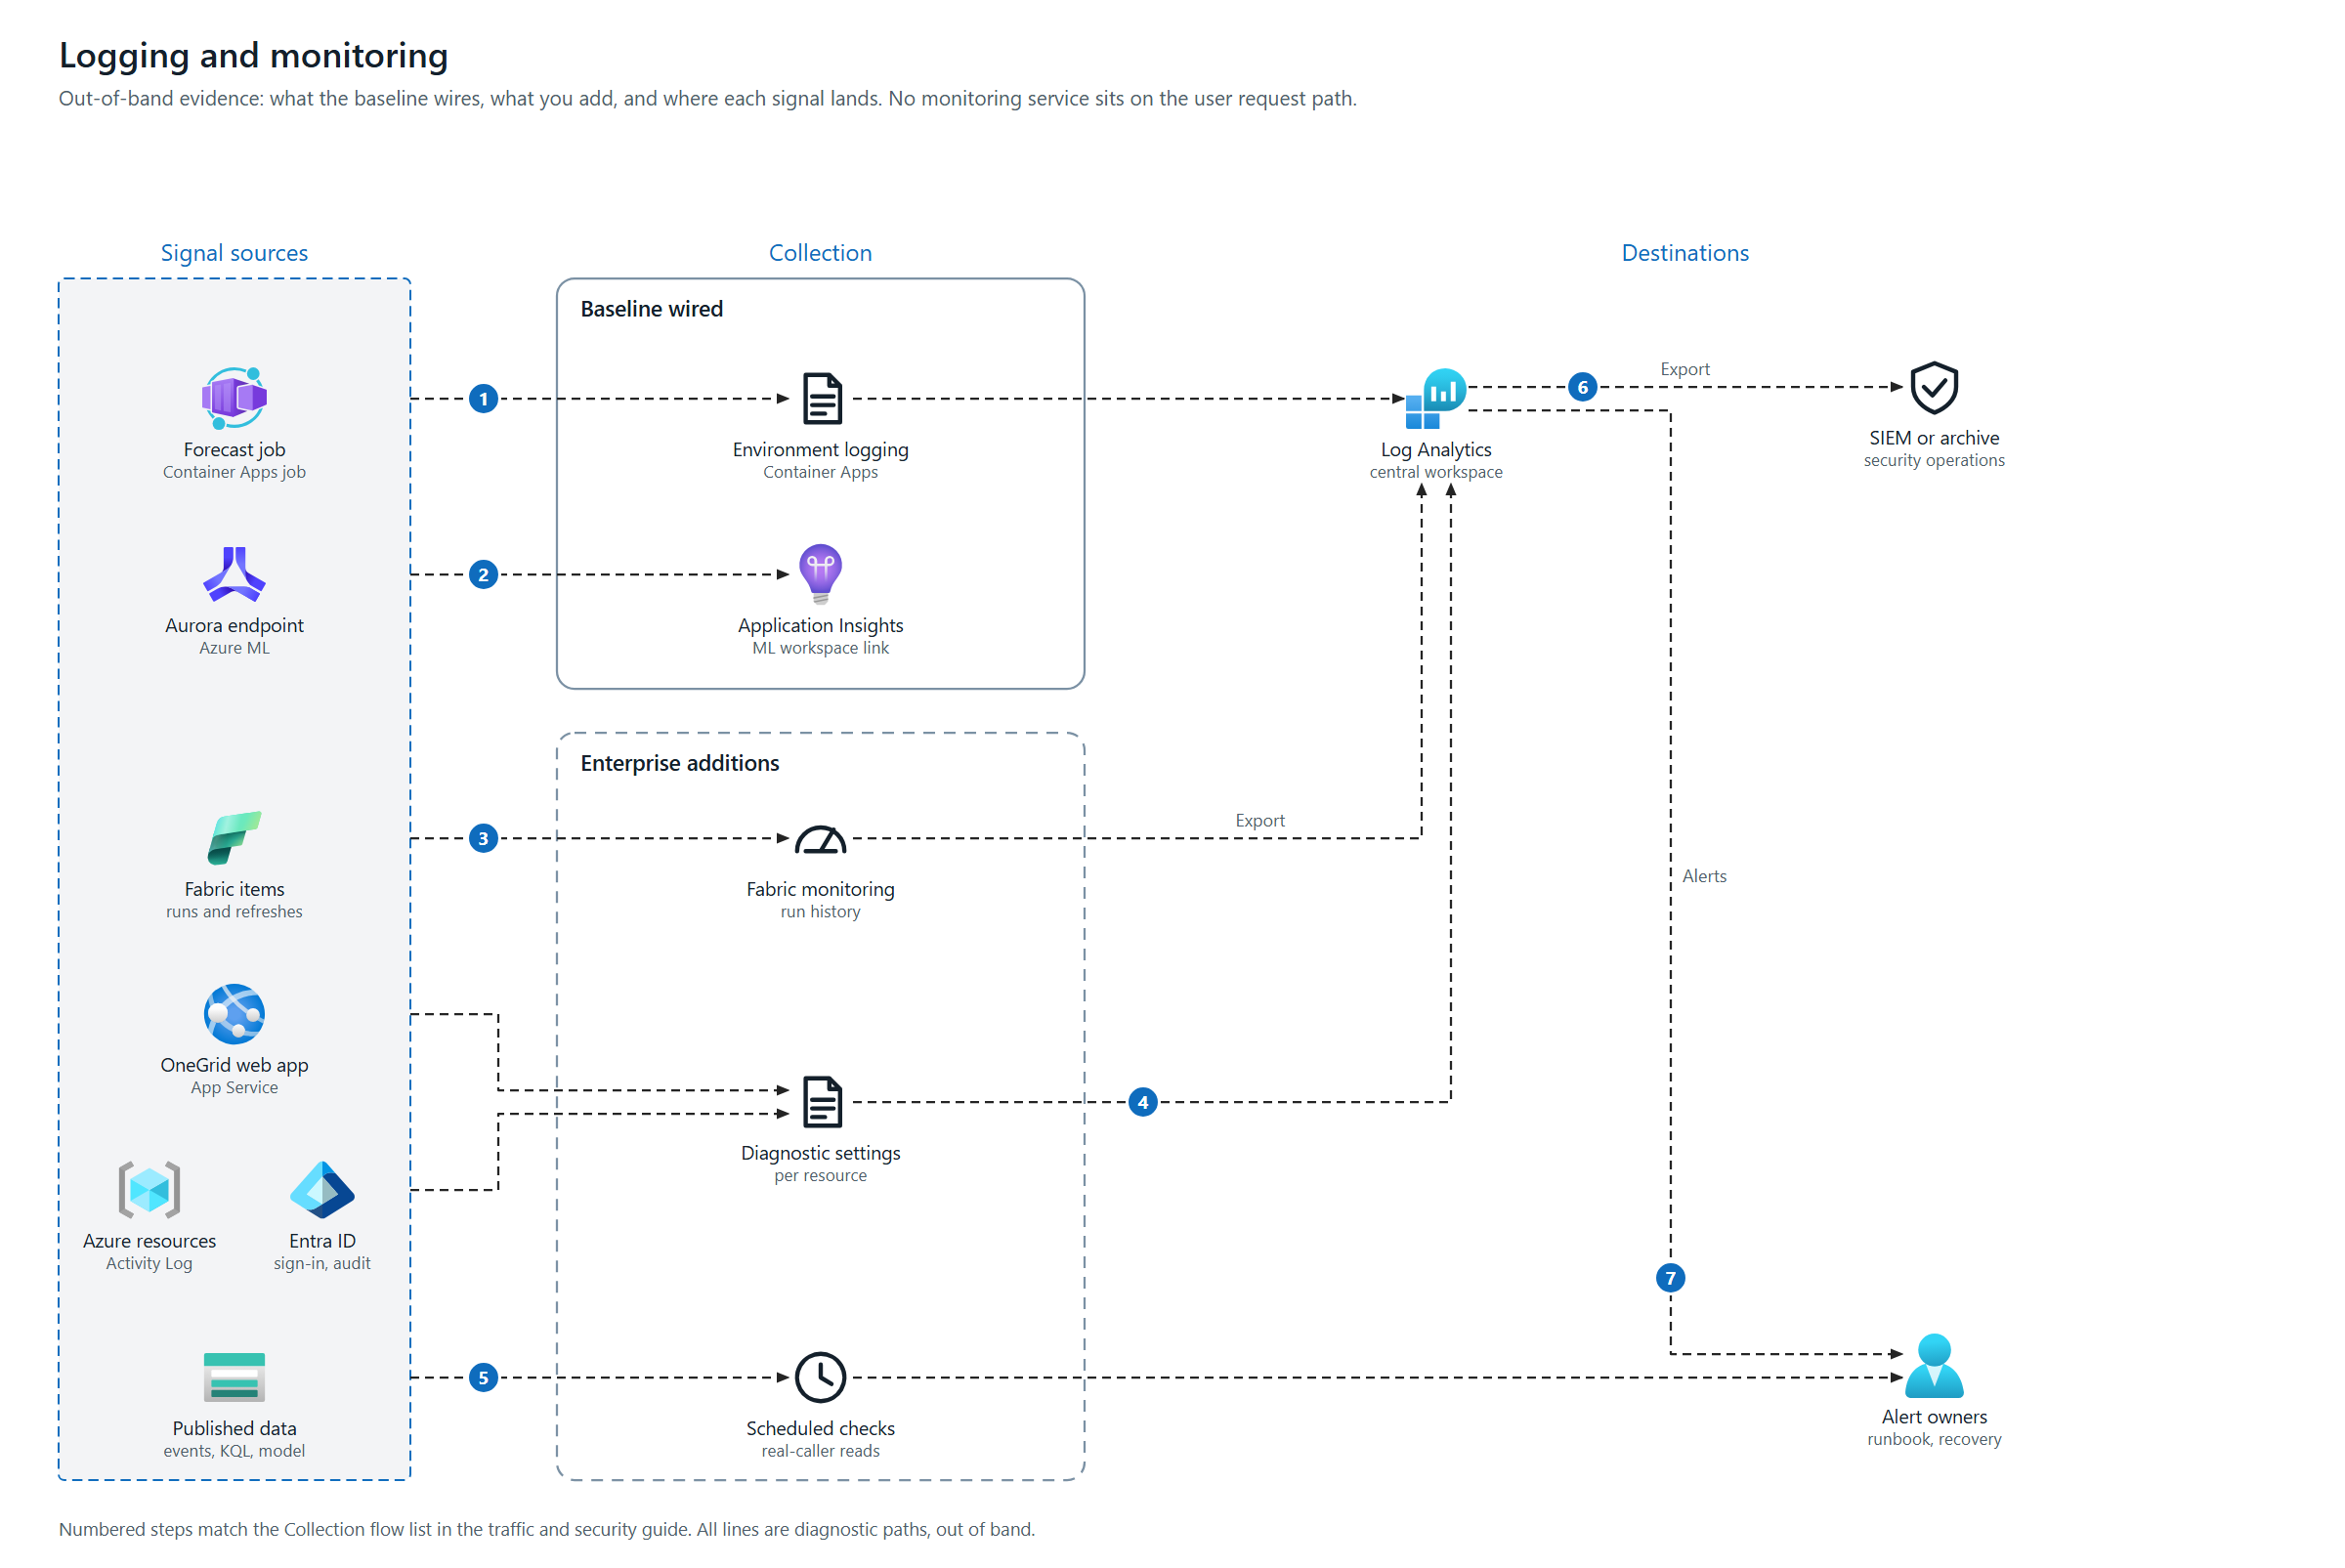 Logging and monitoring
Out-of-band evidence: what the baseline wires, what you add, and where each signal lands. No monitoring service sits on the user request path.
Signal sources
Collection
Destinations
Baseline wired
Forecast job
Container Apps job
1
Environment logging
Container Apps
Log Analytics
central workspace
6
Export
SIEM or archive
security operations
Aurora endpoint
Azure ML
2
Application Insights
ML workspace link
Enterprise additions
Fabric items
runs and refreshes
3
Fabric monitoring
run history
Export
Alerts
OneGrid web app
App Service
Diagnostic settings
per resource
4
Azure resources
Activity Log
Entra ID
sign-in, audit
7
Published data
events, KQL, model
5
Scheduled checks
real-caller reads
Alert owners
runbook, recovery
Numbered steps match the Collection flow list in the traffic and security guide. All lines are diagnostic paths, out of band.